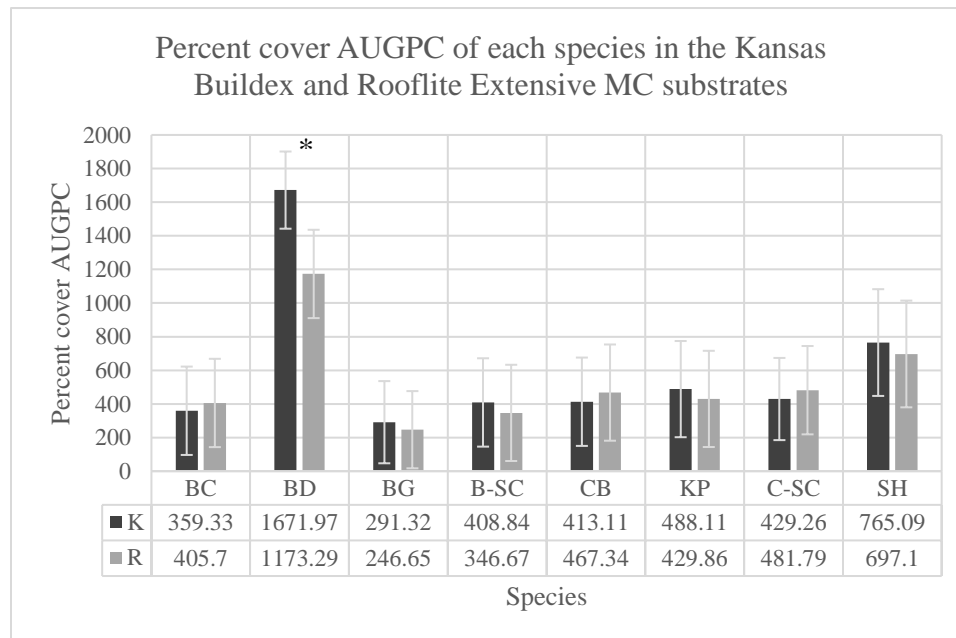 Percent cover AUGPC of each species in the Kansas
Buildex and Rooflite Extensive MC substrates
*
Percent cover AUGPC
2000
1800
1600
1400
1200
1000
800
600
400
200
0
BC BD BG B-SC CB KP C-SC SH
K 359.33 1671.97 291.32 408.84 413.11 488.11 429.26 765.09
R 405.7 1173.29 246.65 346.67 467.34 429.86 481.79 697.1
Species